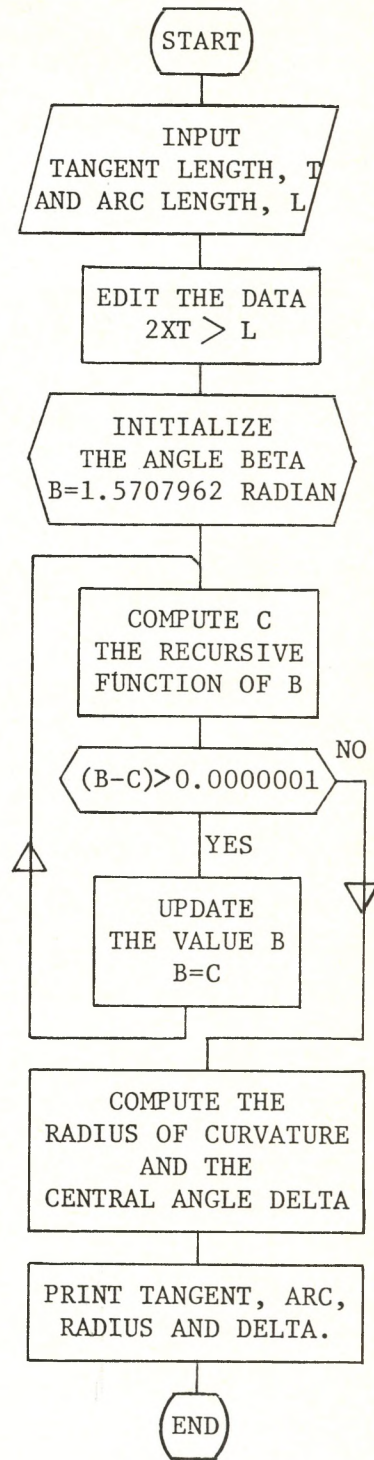 START
INPUT
TANGENT LENGTH, T
AND ARC LENGTH, L
EDIT THE DATA
2XT > L
INITIALIZE
THE ANGLE BETA
B=1.5707962 RADIAN
COMPUTE C
THE RECURSIVE
FUNCTION OF B
(B-C)>0.0000001
NO
YES
UPDATE
THE VALUE B
B=C
COMPUTE THE
RADIUS OF CURVATURE
AND THE
CENTRAL ANGLE DELTA
PRINT TANGENT, ARC,
RADIUS AND DELTA.
END